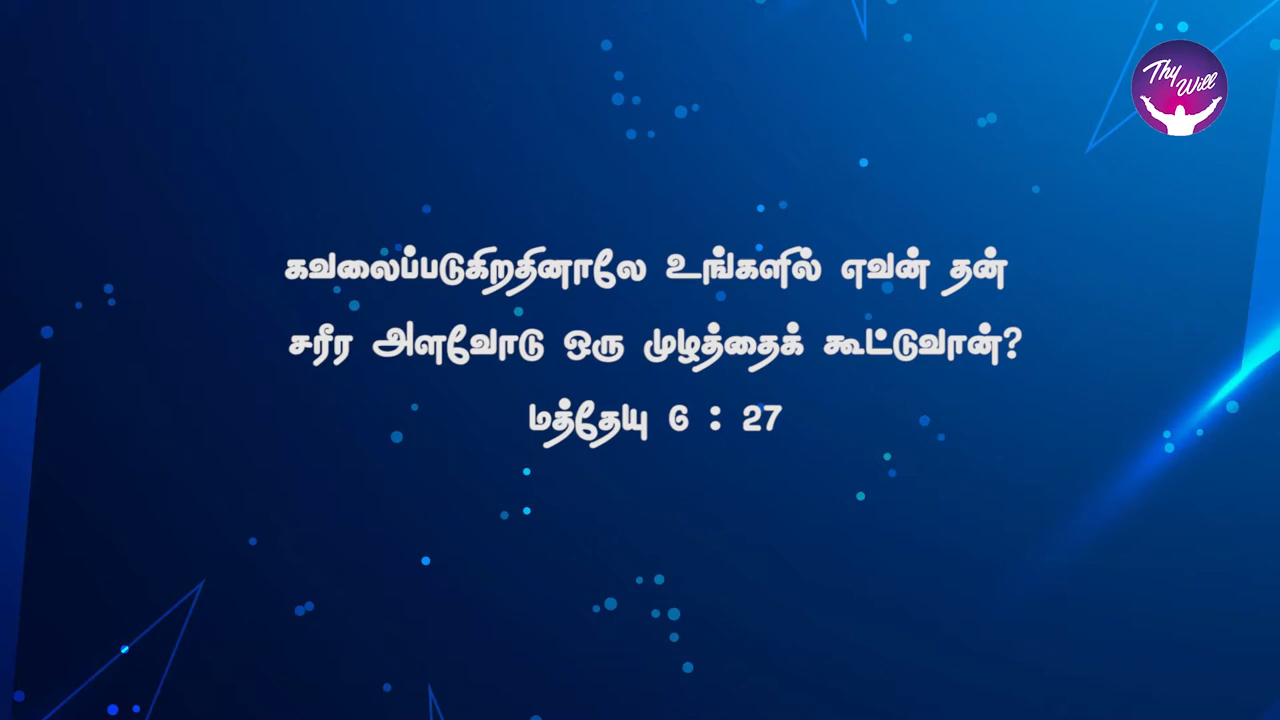 Thy
Will
கவலைப்படுகிறதினாலே உங்களில் எவன் தன்
சரீர அளவோடு ஒரு முழத்தைக் கூட்டுவான்?
மத்தேயு 6 : 27